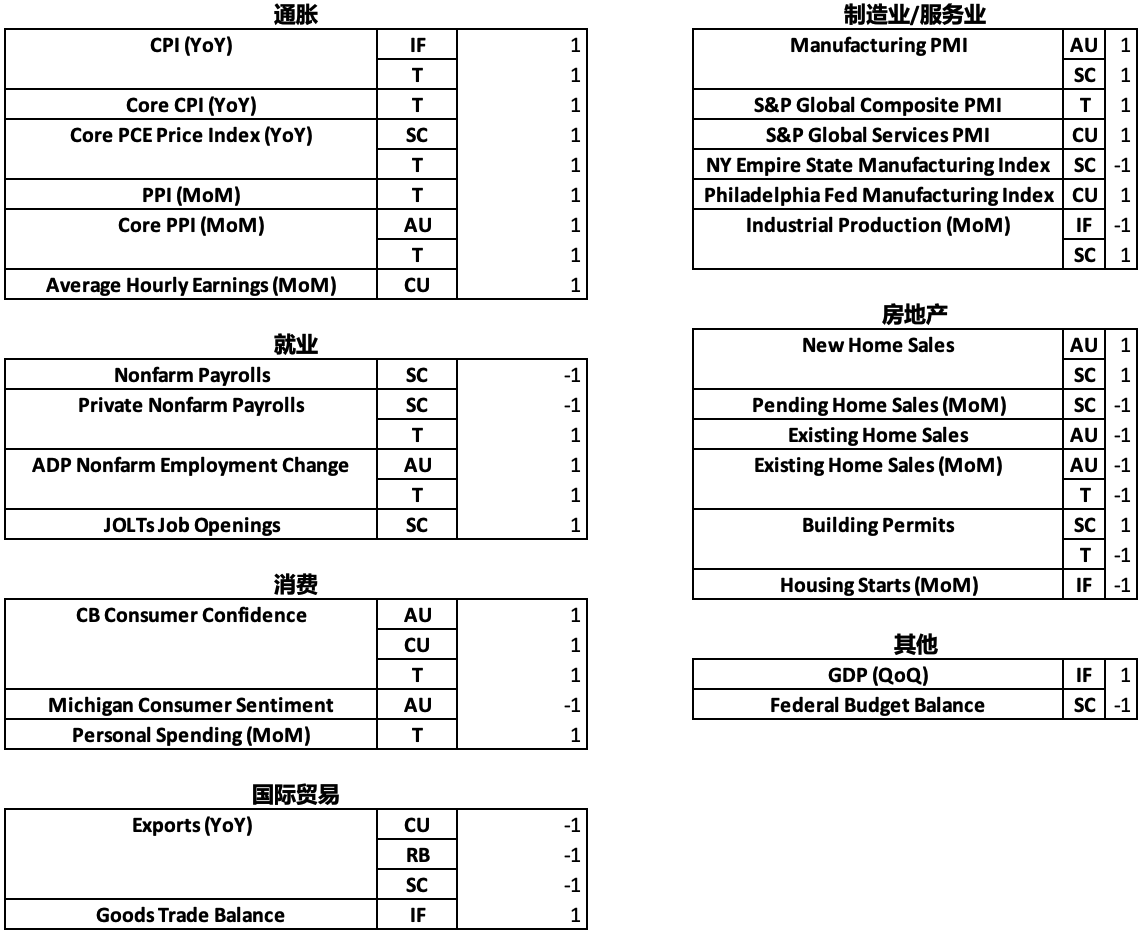 通胀
CPI (YoY) IF 1
T 1
Core CPI (YoY) T 1
Core PCE Price Index (YoY) SC 1
T 1
PPI (MoM) T 1
Core PPI (MoM) AU 1
T 1
Average Hourly Earnings (MoM) CU 1
就业
Nonfarm Payrolls SC -1
Private Nonfarm Payrolls SC -1
T 1
ADP Nonfarm Employment Change AU 1
T 1
JOLTs Job Openings SC 1
消费
CB Consumer Confidence AU 1
CU 1
T 1
Michigan Consumer Sentiment AU -1
Personal Spending (MoM) T 1
国际贸易
Exports (YoY) CU -1
RB -1
SC -1
Goods Trade Balance IF 1
制造业/服务业
Manufacturing PMI AU 1
SC 1
S&P Global Composite PMI T 1
S&P Global Services PMI CU 1
NY Empire State Manufacturing Index SC -1
Philadelphia Fed Manufacturing Index CU 1
Industrial Production (MoM) IF -1
SC 1
房地产
New Home Sales AU 1
SC 1
Pending Home Sales (MoM) SC -1
Existing Home Sales AU -1
Existing Home Sales (MoM) AU -1
T -1
Building Permits SC 1
T -1
Housing Starts (MoM) IF -1
其他
GDP (QoQ) IF 1
Federal Budget Balance SC -1